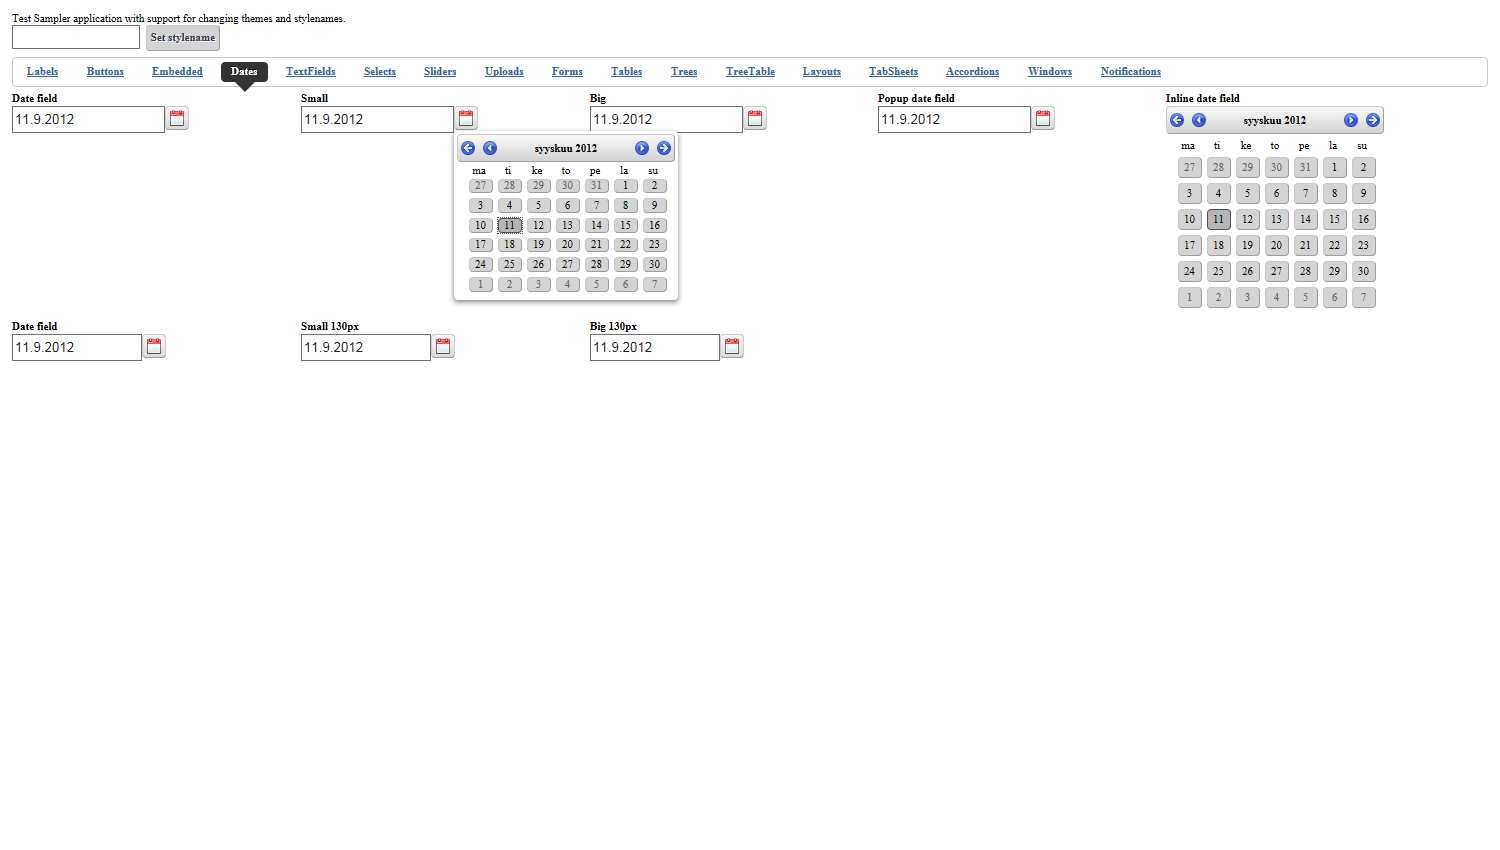 Test Sampler application with support for changing themes and stylenames.
Set stylename
Labels Buttons Embedded Dates TextFields Selects Sliders Uploads Forms Tables Trees TreeTable Layouts TabSheets Accordions Windows Notifications
Date field Small Big Popup date field Inline date field
11.9.2012 11.9.2012 11.9.2012 11.9.2012
syyskuu 2012
ma ti ke to pe la su
27 28 29 30 31 1 2
3 4 5 6 7 8 9
10 11 12 13 14 15 16
17 18 19 20 21 22 23
24 25 26 27 28 29 30
1 2 3 4 5 6 7
syyskuu 2012
ma ti ke to pe la su
27 28 29 30 31 1 2
3 4 5 6 7 8 9
10 11 12 13 14 15 16
17 18 19 20 21 22 23
24 25 26 27 28 29 30
1 2 3 4 5 6 7
Date field Small 130px Big 130px
11.9.2012 11.9.2012 11.9.2012